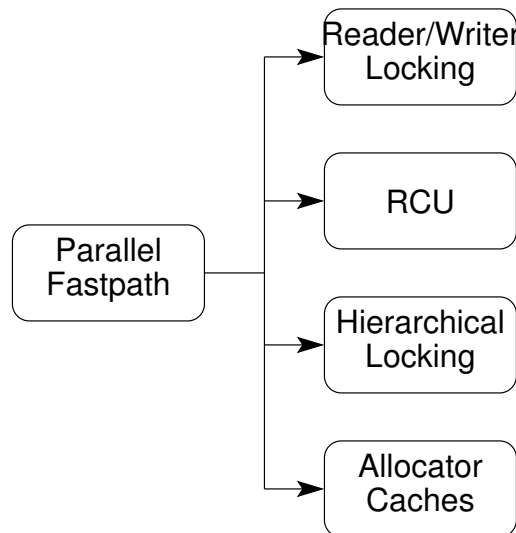 Reader/Writer
Locking
RCU
Parallel
Fastpath
Hierarchical
Locking
Allocator
Caches